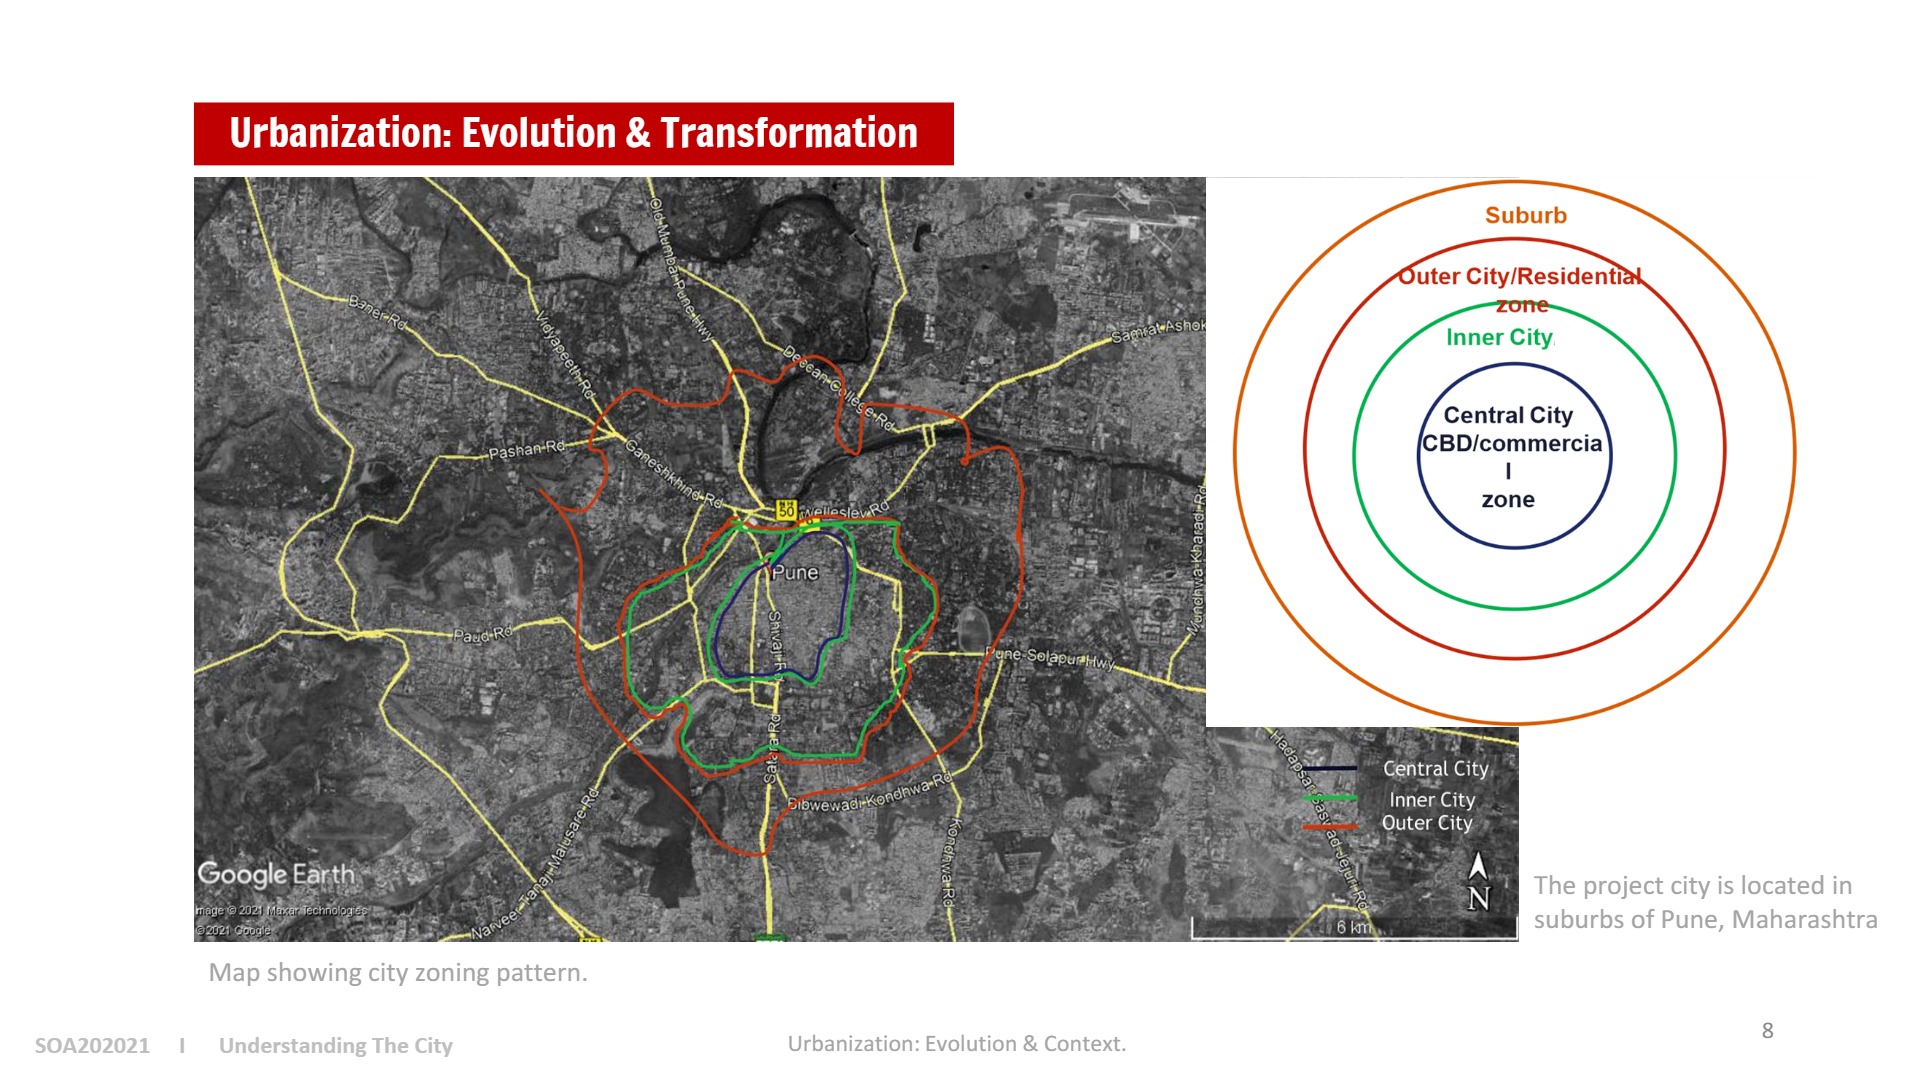 Urbanization: Evolution & Transformation
Old Mumbai Pune Hwy
Baner Rd
Vidyapeeth Rd
Samrat Ashok
Deccan College Rd
Pashan Rd
Ganeshkhind Rd
50
Wellesley Rd
Mundhwa-Kharadi Rd
Pune
Shivaji Rd
Paud Rd
Pune-Solapur Hwy
Satara Rd
Bibwewadi Kondhwa Rd
Narveer Tanaji Malusare Rd
Kondhwa Rd
Google Earth
Image © 2021 Maxar Technologies
© 2021 Google
Suburb
Outer City/Residential
zone
Inner City
Central City
CBD/commercia
l
zone
Hadapsar Saswad Jejuri Rd
Central City
Inner City
Outer City
N
6 km
The project city is located in
suburbs of Pune, Maharashtra
Map showing city zoning pattern.
SOA202021 I Understanding The City
Urbanization: Evolution & Context.
8